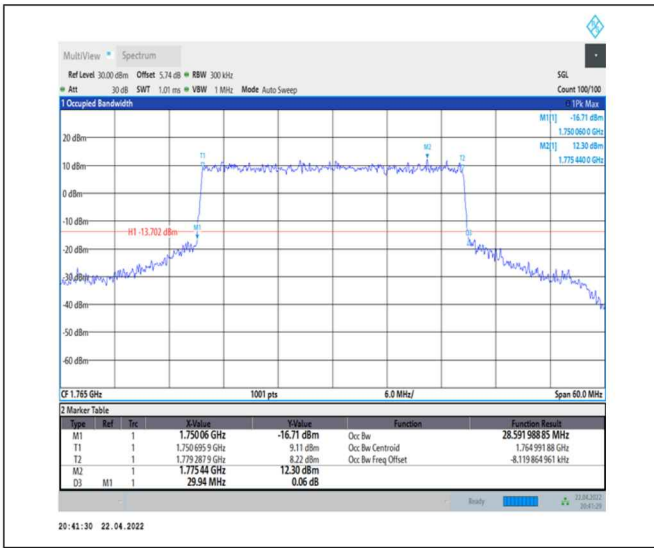 MultiView Spectrum
Ref Level 30.00 dBm Offset 5.74 dB RBW 300 kHz SGL
Att 30 dB SWT 1.01 ms VBW 1 MHz Mode Auto Sweep Count 100/100
1 Occupied Bandwidth 1Pk Max
M1[1] -16.71 dBm
1.750 060 0 GHz
M2[1] 12.30 dBm
1.775 440 0 GHz
20 dBm
M2
T1
T2
10 dBm
0 dBm
-10 dBm
H1 -13.702 dBm
M1
D3
-20 dBm
-30 dBm
-40 dBm
-50 dBm
-60 dBm
CF 1.765 GHz 1001 pts 6.0 MHz/ Span 60.0 MHz
2 Marker Table
Type Ref Trc X-Value Y-Value Function Function Result
M1 1 1.750 06 GHz -16.71 dBm Occ Bw 28.591 988 85 MHz
T1 1 1.750 695 9 GHz 9.11 dBm Occ Bw Centroid 1.764 991 88 GHz
T2 1 1.779 287 9 GHz 8.22 dBm Occ Bw Freq Offset -8.119 864 961 kHz
M2 1 1.775 44 GHz 12.30 dBm
D3 M1 1 29.94 MHz 0.06 dB
Ready 22.04.2022
20:41:29
20:41:30 22.04.2022